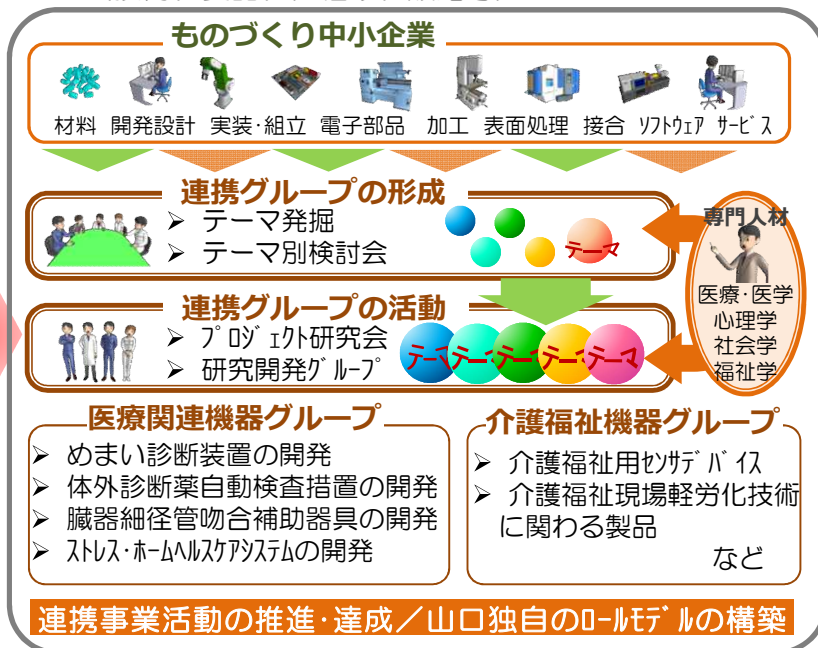 ものづくり中小企業
材料 開発設計 実装・組立 電子部品 加工 表面処理 接合 ｿﾌﾄｳｪｱ ｻｰﾋﾞｽ
連携グループの形成
➢ テーマ発掘
➢ テーマ別検討会
テーマ
専門人材
医療・医学
心理学
社会学
福祉学
連携グループの活動
➢ ﾌﾟﾛｼﾞｪｸﾄ研究会
➢ 研究開発ｸﾞﾙｰﾌﾟ
テーマ テーマ テーマ テーマ テーマ
医療関連機器グループ
➢ めまい診断装置の開発
➢ 体外診断薬自動検査措置の開発
➢ 臓器細径管吻合補助器具の開発
➢ ｽﾄﾚｽ・ﾎｰﾑﾍﾙｽｹｱｼｽﾃﾑの開発
介護福祉機器グループ
➢ 介護福祉用ｾﾝｻﾃﾞﾊﾞｲｽ
➢ 介護福祉現場軽労化技術
に関わる製品
など
連携事業活動の推進・達成／山口独自のﾛｰﾙﾓﾃﾞﾙの構築